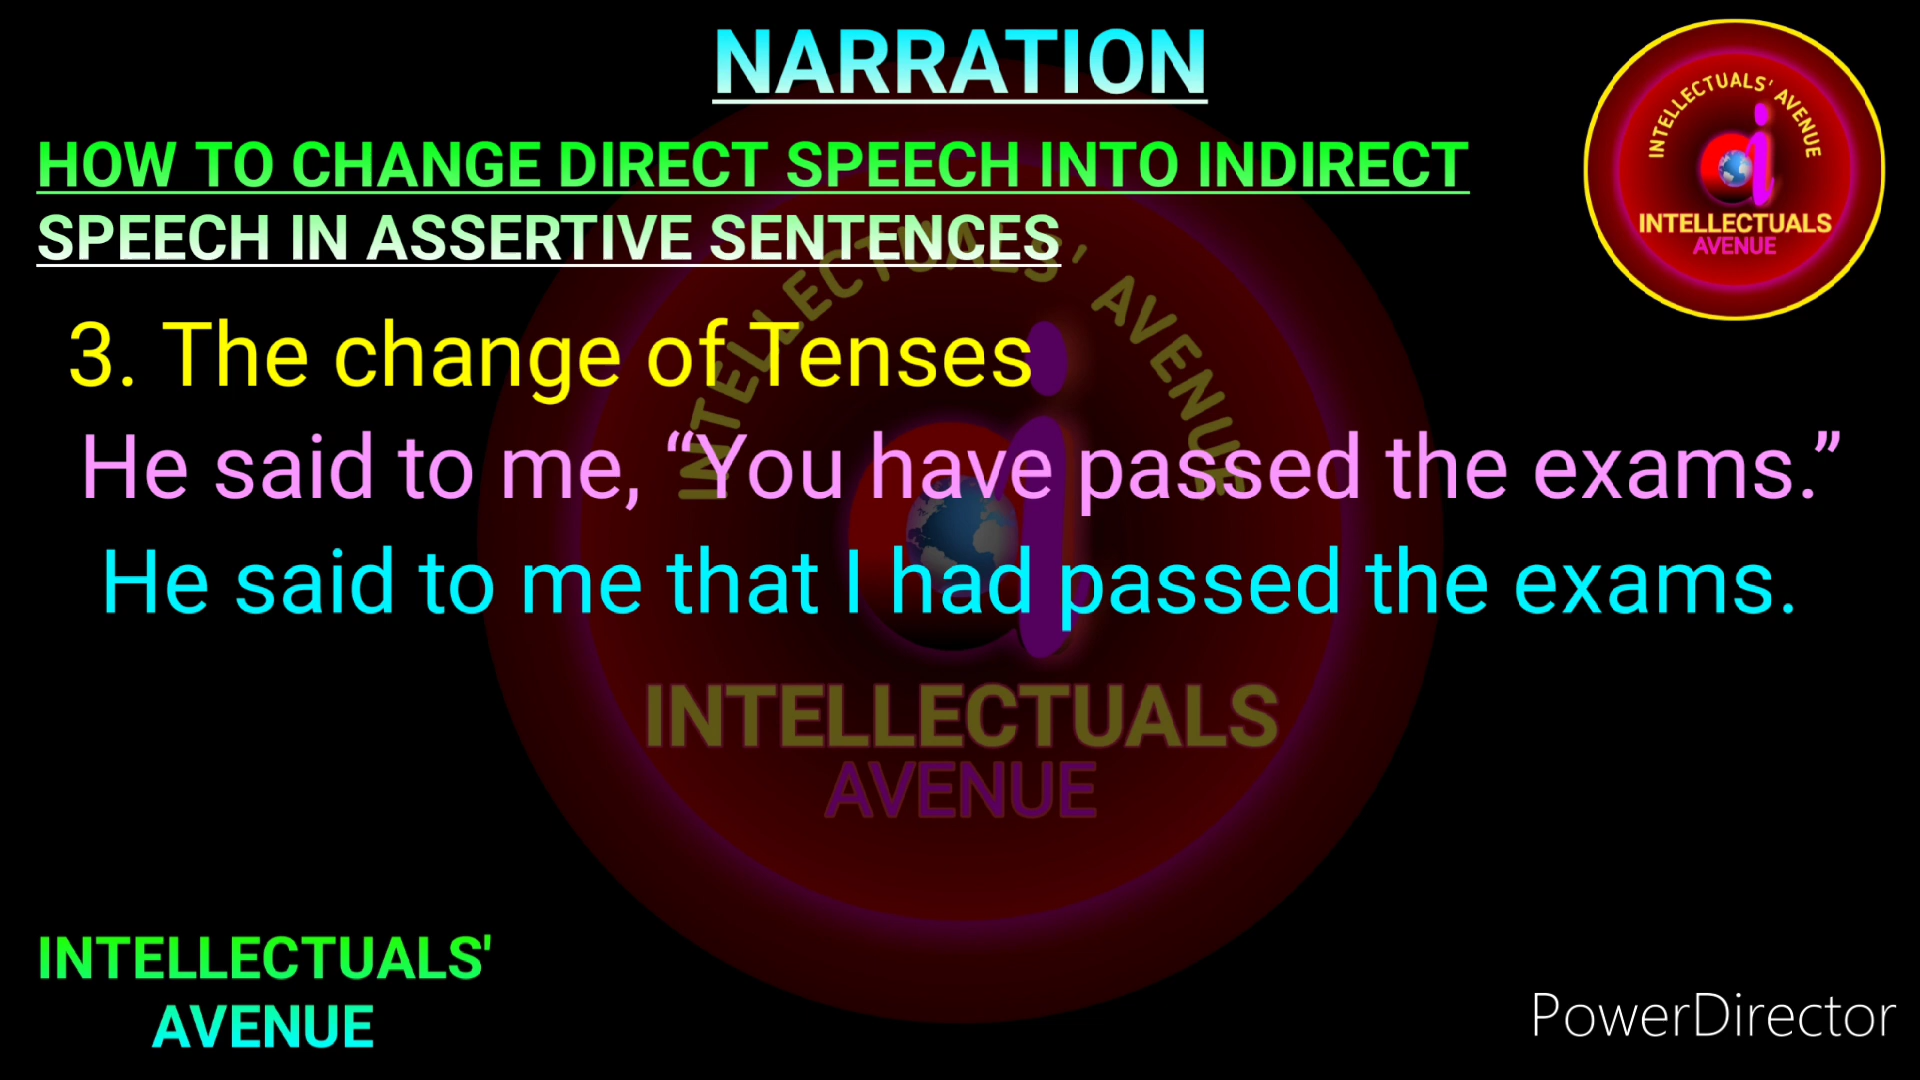 NARRATION
INTELLECTUALS' AVENUE
INTELLECTUALS
AVENUE
HOW TO CHANGE DIRECT SPEECH INTO INDIRECT
SPEECH IN ASSERTIVE SENTENCES
3. The change of Tenses
He said to me, “You have passed the exams.”
He said to me that I had passed the exams.
INTELLECTUALS' AVENUE
INTELLECTUALS
AVENUE
INTELLECTUALS'
AVENUE
PowerDirector